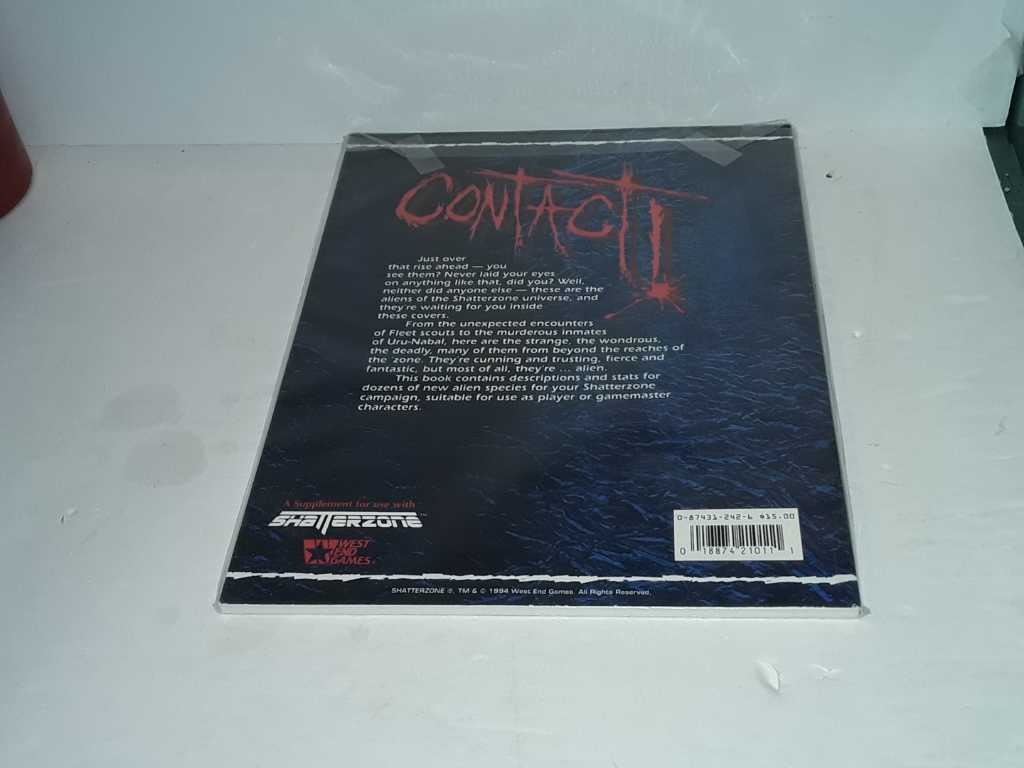 CONTACT!
Just over
that rise ahead — you
see them? Never laid your eyes
on anything like that, did you? Well,
neither did anyone else — these are the
aliens of the Shatterzone universe, and
they're waiting for you inside
these covers.
From the unexpected encounters
of Fleet scouts to the murderous inmates
of Uru-Nabal, here are the strange, the wondrous,
the deadly, many of them from beyond the reaches of
the 'zone. They're cunning and trusting, fierce and
fantastic, but most of all, they're ... alien.
This book contains descriptions and stats for
dozens of new alien species for your Shatterzone
campaign, suitable for use as player or gamemaster
characters.
A Supplement for use with
SHATTERZONE™
WEST
END
GAMES®
0-87431-242-6 $15.00
0 18874 21011 1
SHATTERZONE ®, TM & © 1994 West End Games. All Rights Reserved.